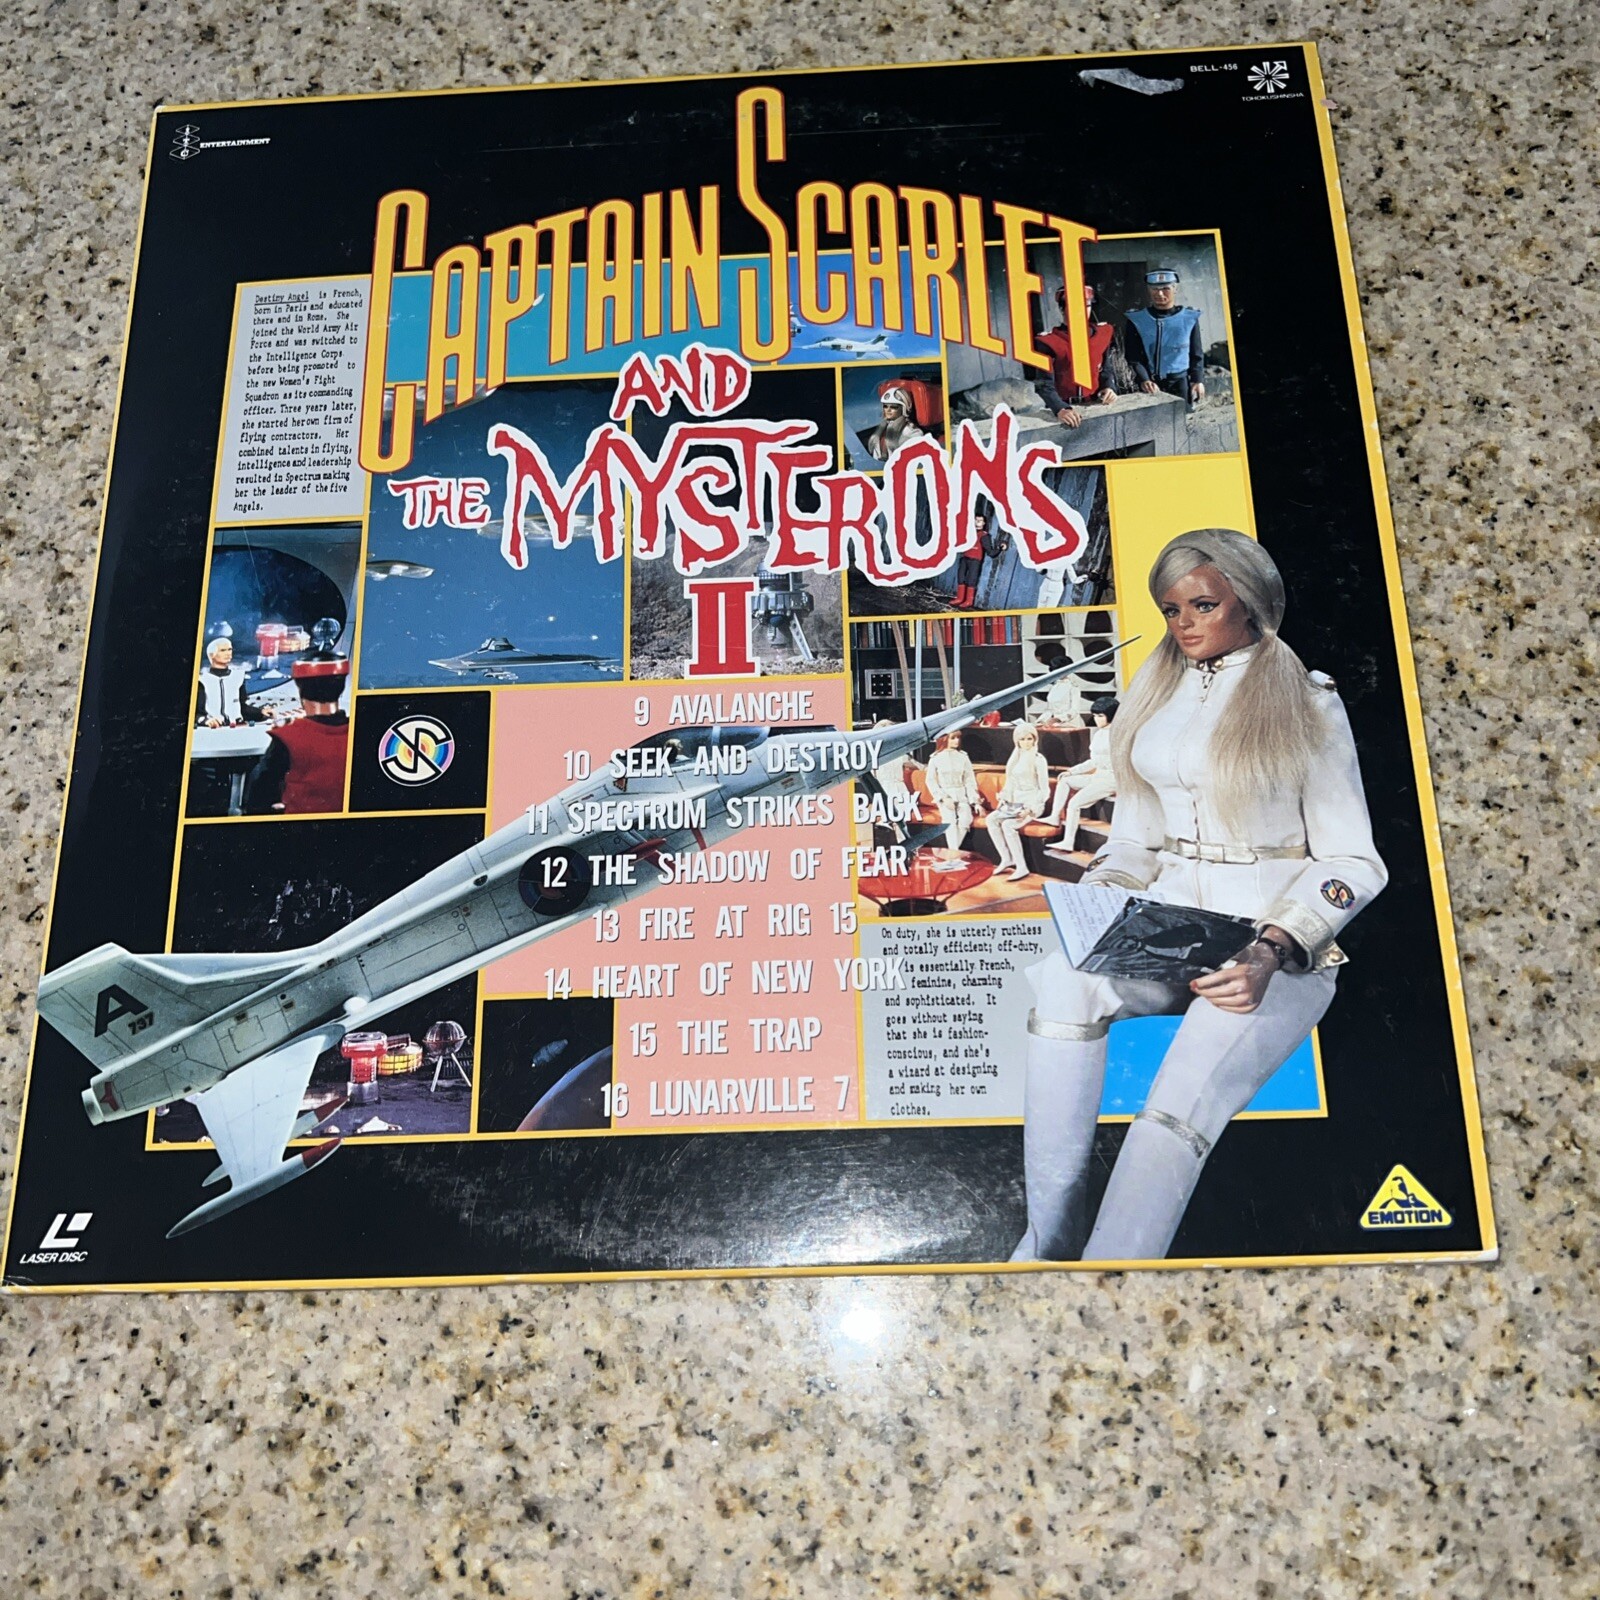 BELL-456
TOHOKUSHINSHA
ITC
ENTERTAINMENT
CAPTAIN SCARLET
AND
THE MYSTERONS
II
Destiny Angel is French,
born in Paris and educated
there and in Rome. She
joined the World Army Air
Force and was switched to
the Intelligence Corps
before being promoted to
the new Women's Fight
Squadron as its commanding
officer. Three years later,
she started her own firm of
flying contractors. Her
combined talents in flying,
intelligence and leadership
resulted in Spectrum making
her the leader of the five
Angels.
9 AVALANCHE
10 SEEK AND DESTROY
11 SPECTRUM STRIKES BACK
12 THE SHADOW OF FEAR
13 FIRE AT RIG 15
14 HEART OF NEW YORK
15 THE TRAP
16 LUNARVILLE 7
On duty, she is utterly ruthless
and totally efficient; off-duty,
is essentially French,
feminine, charming
and sophisticated. It
goes without saying
that she is fashion-
conscious, and she's
a wizard at designing
and making her own
clothes.
A
737
LASER DISC
EMOTION